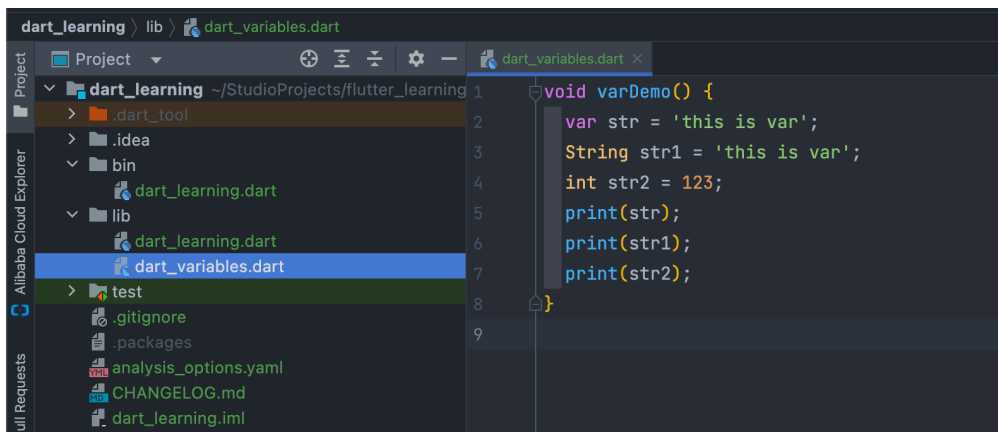 dart_learning 〉 lib 〉 dart_variables.dart
Project
Project
dart_variables.dart ×
dart_learning ~/StudioProjects/flutter_learning
.dart_tool
.idea
bin
dart_learning.dart
lib
dart_learning.dart
dart_variables.dart
test
.gitignore
.packages
analysis_options.yaml
CHANGELOG.md
dart_learning.iml
Alibaba Cloud Explorer
ull Requests
1 void varDemo() {
2 var str = 'this is var';
3 String str1 = 'this is var';
4 int str2 = 123;
5 print(str);
6 print(str1);
7 print(str2);
8 }
9